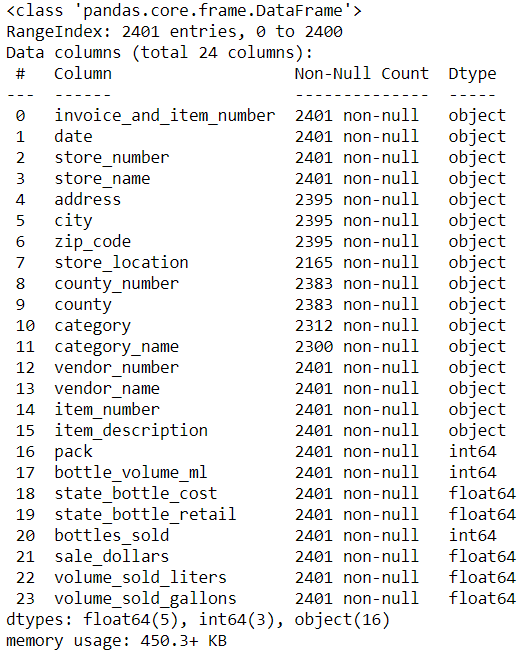 <class 'pandas.core.frame.DataFrame'>
RangeIndex: 2401 entries, 0 to 2400
Data columns (total 24 columns):
 #   Column                   Non-Null Count  Dtype
---  ------                   --------------  -----
 0   invoice_and_item_number  2401 non-null   object
 1   date                     2401 non-null   object
 2   store_number             2401 non-null   object
 3   store_name               2401 non-null   object
 4   address                  2395 non-null   object
 5   city                     2395 non-null   object
 6   zip_code                 2395 non-null   object
 7   store_location           2165 non-null   object
 8   county_number            2383 non-null   object
 9   county                   2383 non-null   object
 10  category                 2312 non-null   object
 11  category_name            2300 non-null   object
 12  vendor_number            2401 non-null   object
 13  vendor_name              2401 non-null   object
 14  item_number              2401 non-null   object
 15  item_description         2401 non-null   object
 16  pack                     2401 non-null   int64
 17  bottle_volume_ml         2401 non-null   int64
 18  state_bottle_cost        2401 non-null   float64
 19  state_bottle_retail      2401 non-null   float64
 20  bottles_sold             2401 non-null   int64
 21  sale_dollars             2401 non-null   float64
 22  volume_sold_liters       2401 non-null   float64
 23  volume_sold_gallons      2401 non-null   float64
dtypes: float64(5), int64(3), object(16)
memory usage: 450.3+ KB